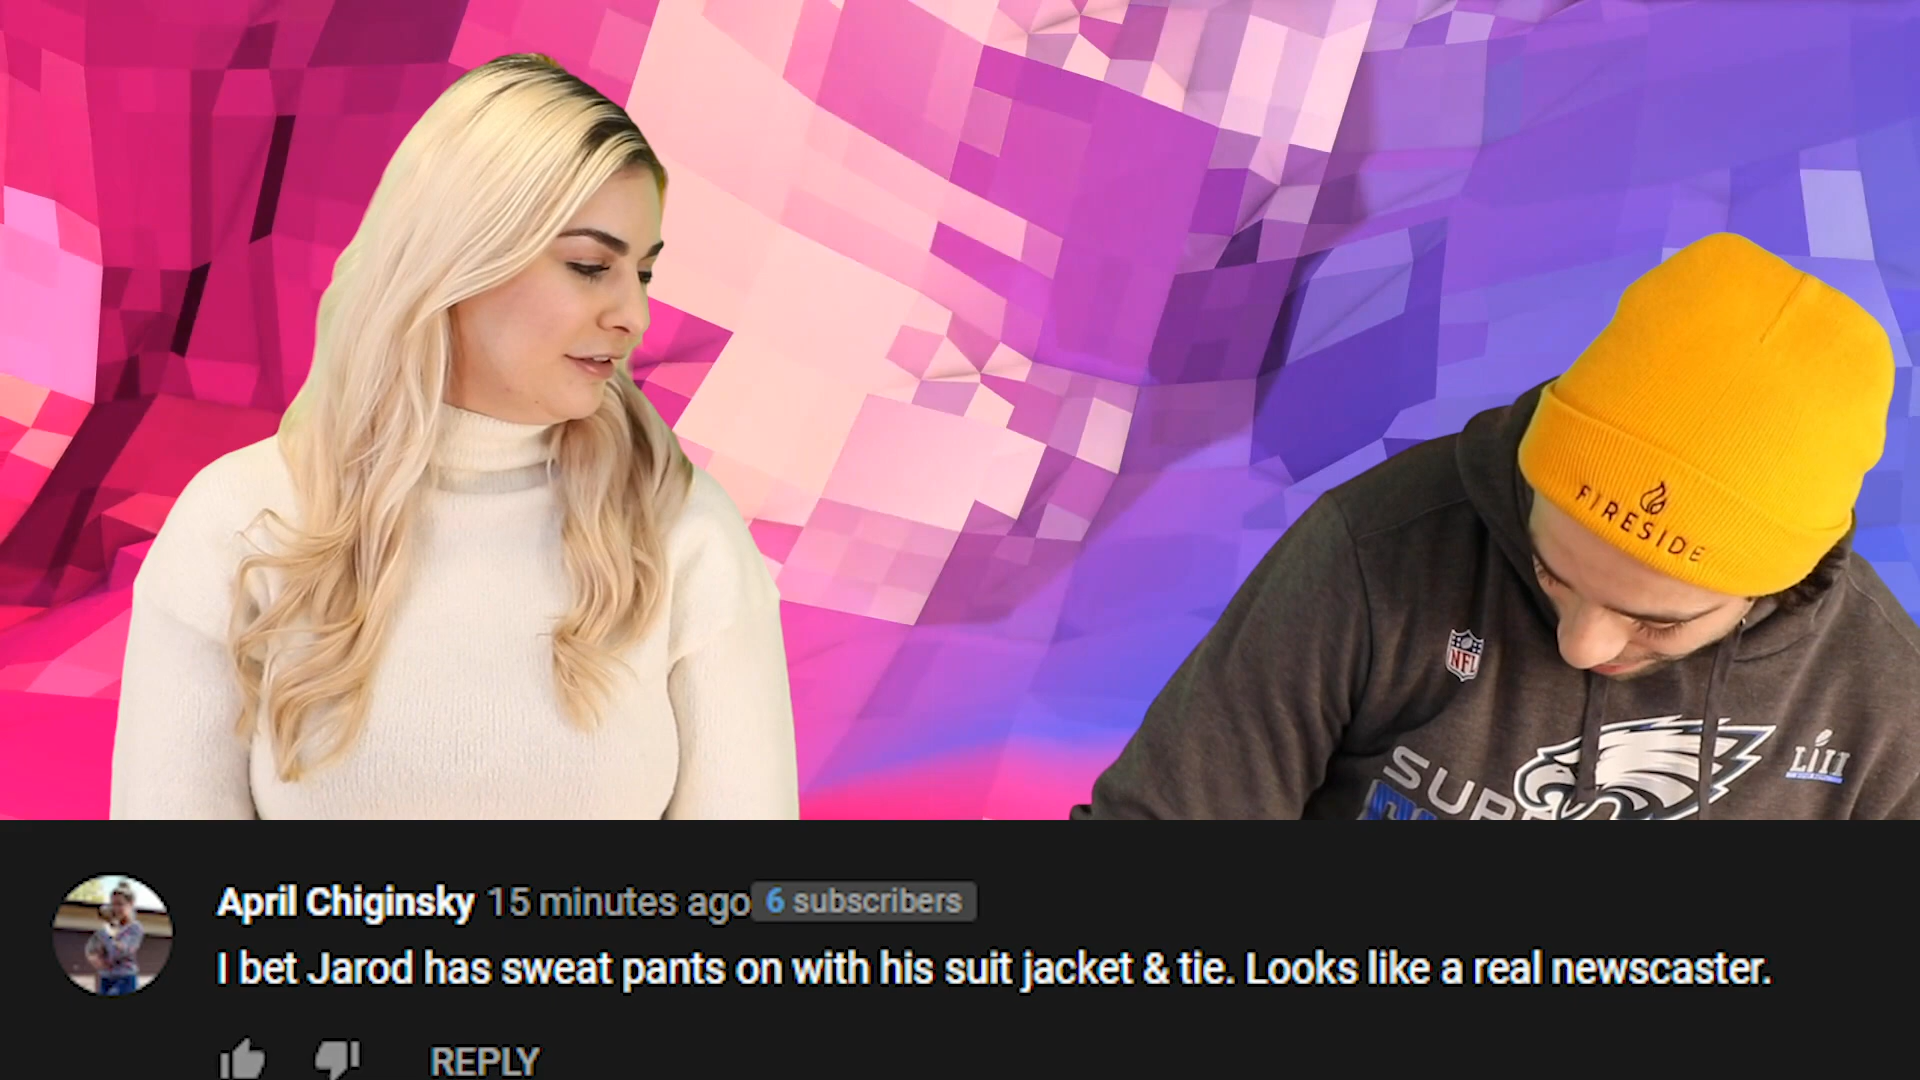 FIRESIDE
NFL
SUP
LII
April Chiginsky 15 minutes ago 6 subscribers
I bet Jarod has sweat pants on with his suit jacket & tie. Looks like a real newscaster.
REPLY